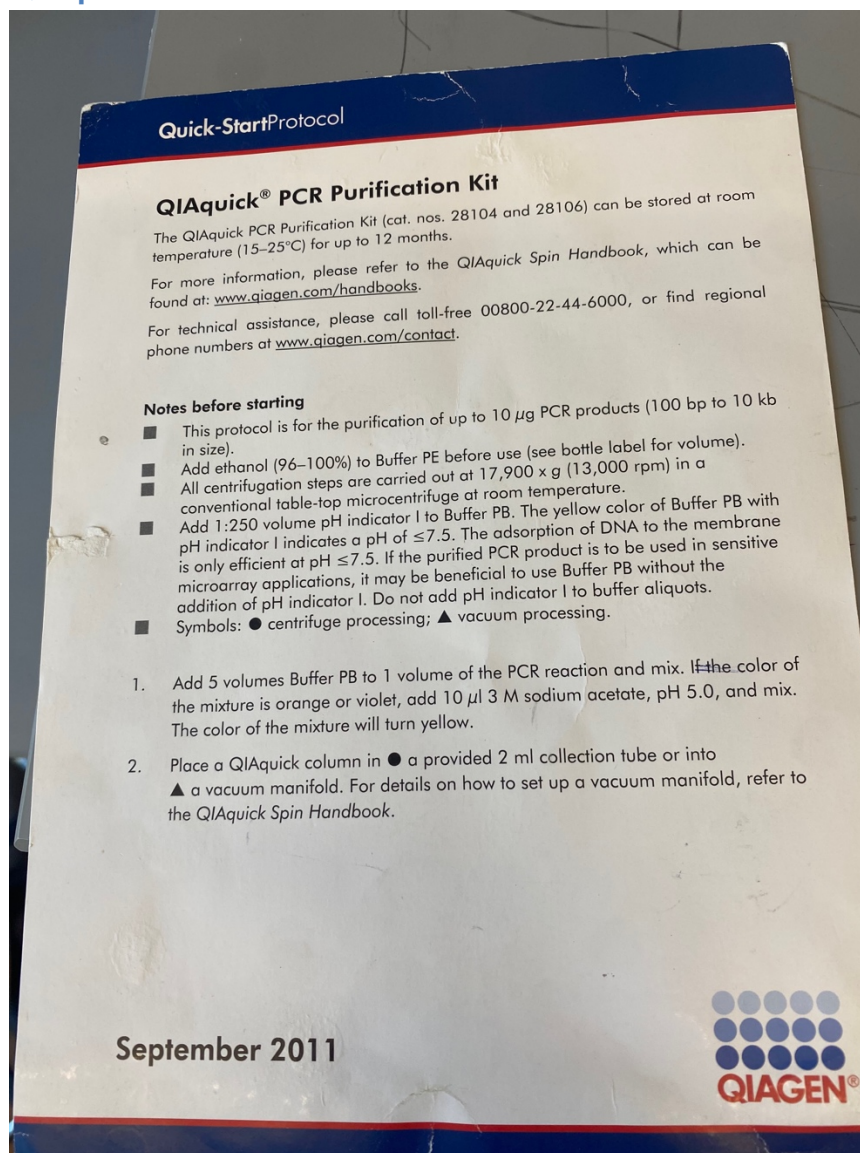 Quick-StartProtocol
QIAquick® PCR Purification Kit
The QIAquick PCR Purification Kit (cat. nos. 28104 and 28106) can be stored at room
temperature (15–25°C) for up to 12 months.
For more information, please refer to the QIAquick Spin Handbook, which can be
found at: www.qiagen.com/handbooks.
For technical assistance, please call toll-free 00800-22-44-6000, or find regional
phone numbers at www.qiagen.com/contact.
Notes before starting
■ This protocol is for the purification of up to 10 µg PCR products (100 bp to 10 kb
in size).
■ Add ethanol (96–100%) to Buffer PE before use (see bottle label for volume).
■ All centrifugation steps are carried out at 17,900 x g (13,000 rpm) in a
conventional table-top microcentrifuge at room temperature.
■ Add 1:250 volume pH indicator I to Buffer PB. The yellow color of Buffer PB with
pH indicator I indicates a pH of ≤7.5. The adsorption of DNA to the membrane
is only efficient at pH ≤7.5. If the purified PCR product is to be used in sensitive
microarray applications, it may be beneficial to use Buffer PB without the
addition of pH indicator I. Do not add pH indicator I to buffer aliquots.
■ Symbols: ● centrifuge processing; ▲ vacuum processing.
1. Add 5 volumes Buffer PB to 1 volume of the PCR reaction and mix. If the color of
the mixture is orange or violet, add 10 µl 3 M sodium acetate, pH 5.0, and mix.
The color of the mixture will turn yellow.
2. Place a QIAquick column in ● a provided 2 ml collection tube or into
▲ a vacuum manifold. For details on how to set up a vacuum manifold, refer to
the QIAquick Spin Handbook.
September 2011
QIAGEN®